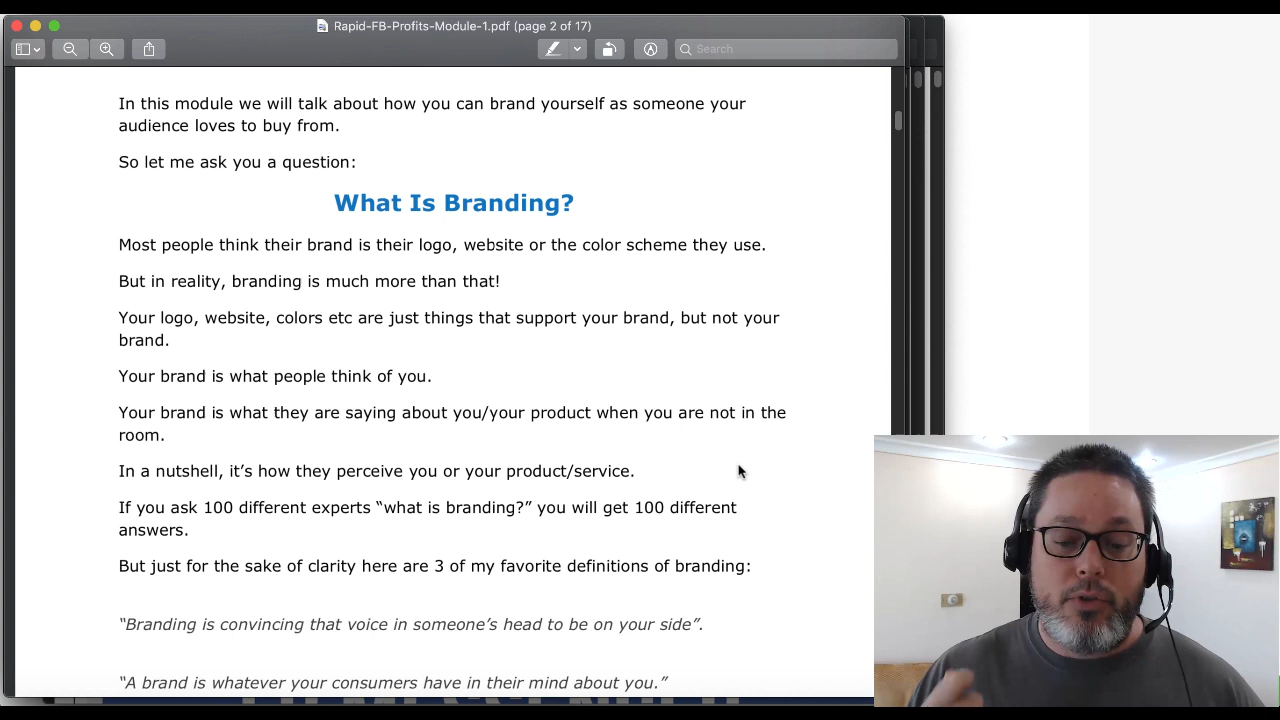 Rapid-FB-Profits-Module-1.pdf (page 2 of 17)
Search
In this module we will talk about how you can brand yourself as someone your
audience loves to buy from.
So let me ask you a question:
What Is Branding?
Most people think their brand is their logo, website or the color scheme they use.
But in reality, branding is much more than that!
Your logo, website, colors etc are just things that support your brand, but not your
brand.
Your brand is what people think of you.
Your brand is what they are saying about you/your product when you are not in the
room.
In a nutshell, it’s how they perceive you or your product/service.
If you ask 100 different experts “what is branding?” you will get 100 different
answers.
But just for the sake of clarity here are 3 of my favorite definitions of branding:
“Branding is convincing that voice in someone’s head to be on your side”.
“A brand is whatever your consumers have in their mind about you.”